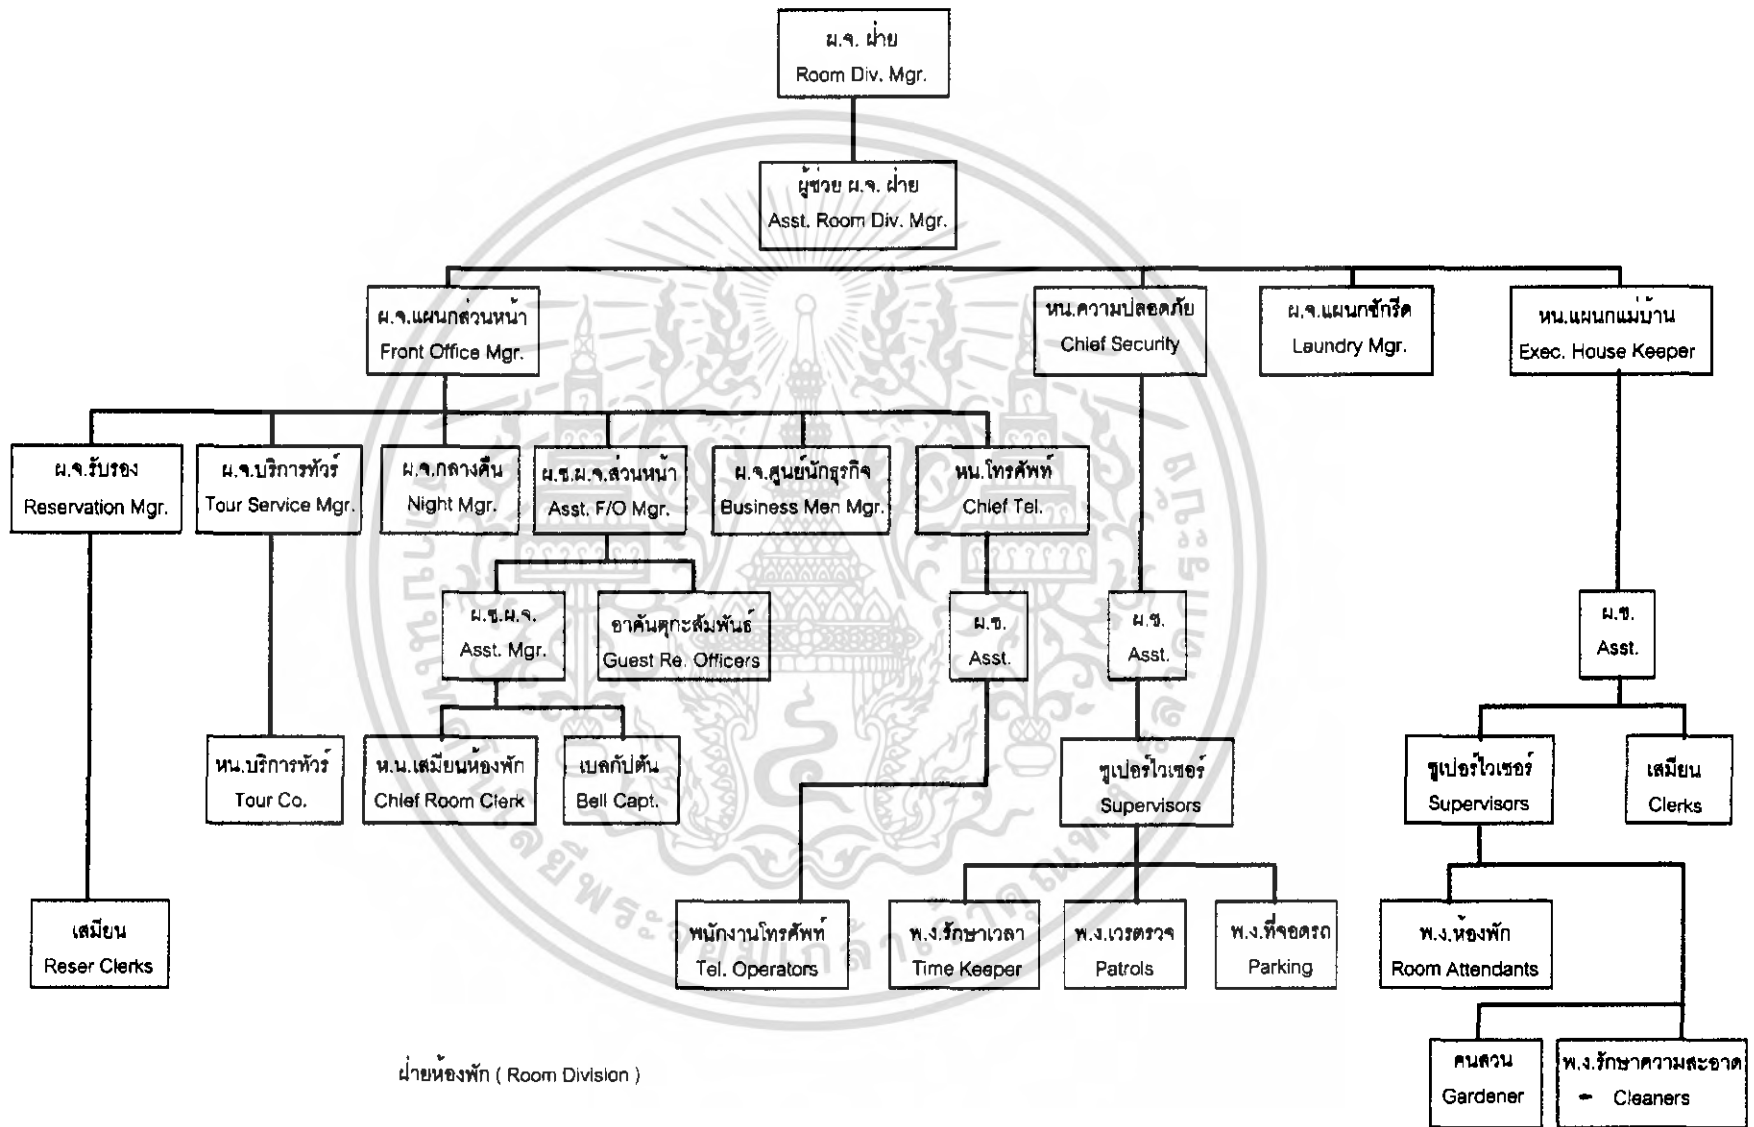 ผ.จ. ฝ่าย
Room Div. Mgr.
ผู้ช่วย ผ.จ. ฝ่าย
Asst. Room Div. Mgr.
ผ.จ.แผนกส่วนหน้า
Front Office Mgr.
หน.ความปลอดภัย
Chief Security
ผ.จ.แผนกซักรีด
Laundry Mgr.
หน.แผนกแม่บ้าน
Exec. House Keeper
ผ.จ.รับรอง
Reservation Mgr.
ผ.จ.บริการทัวร์
Tour Service Mgr.
ผ.จ.กลางคืน
Night Mgr.
ผ.ช.ผ.จ.ส่วนหน้า
Asst. F/O Mgr.
ผ.จ.ศูนย์นักธุรกิจ
Business Men Mgr.
หน.โทรศัพท์
Chief Tel.
ผ.ช.ผ.จ.
Asst. Mgr.
อาคันตุกะสัมพันธ์
Guest Re. Officers
ผ.ช.
Asst.
ผ.ช.
Asst.
ผ.ช.
Asst.
หน.บริการทัวร์
Tour Co.
ห.น.เสมียนห้องพัก
Chief Room Clerk
เบลกัปตัน
Bell Capt.
ซูเปอร์ไวเซอร์
Supervisors
ซูเปอร์ไวเซอร์
Supervisors
เสมียน
Clerks
เสมียน
Reser Clerks
พนักงานโทรศัพท์
Tel. Operators
พ.ง.รักษาเวลา
Time Keeper
พ.ง.เวรตรวจ
Patrols
พ.ง.ที่จอดรถ
Parking
พ.ง.ห้องพัก
Room Attendants
คนสวน
Gardener
พ.ง.รักษาความสะอาด
- Cleaners
ฝ่ายห้องพัก ( Room Division )